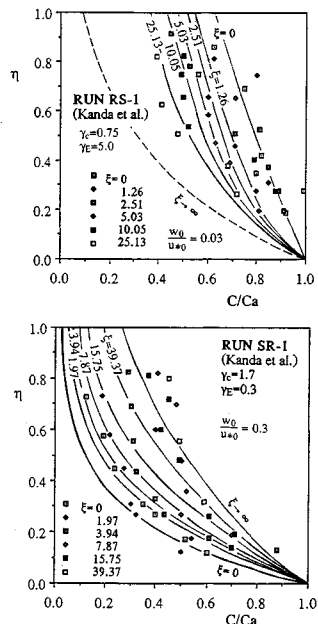 1.0
η
0.8
0.6
0.4
0.2
0.0
25.13
10.05
5.03
2.51
ξ=1.26
ξ=0
RUN RS-1
(Kanda et al.)
γc=0.75
γE=5.0
ξ=0
1.26
2.51
5.03
10.05
25.13
ξ→∞
w0/u*0 = 0.03
0.0 0.2 0.4 0.6 0.8 1.0
C/Ca
1.0
η
0.8
0.6
0.4
0.2
0.0
1.97
3.94
7.87
15.75
ξ=39.37
RUN SR-1
(Kanda et al.)
γc=1.7
γE=0.3
w0/u*0 = 0.3
ξ→∞
ξ=0
1.97
3.94
7.87
15.75
39.37
ξ=0
0.0 0.2 0.4 0.6 0.8 1.0
C/Ca